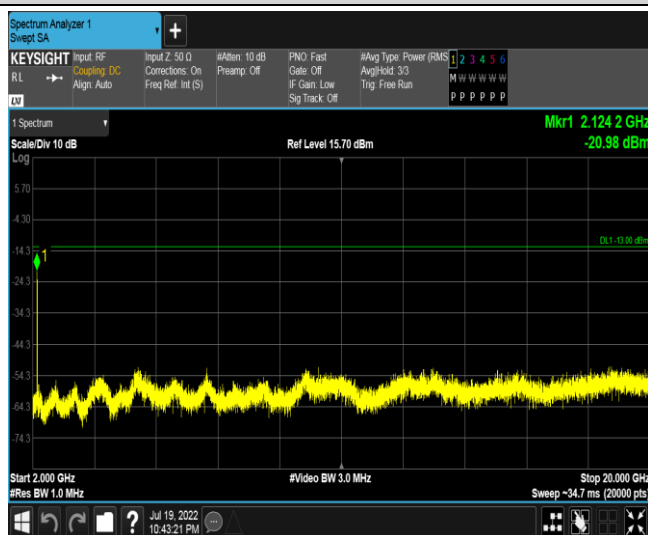 Spectrum Analyzer 1
Swept SA
+
KEYSIGHT
RL
LXI
Input: RF
Coupling: DC
Align: Auto
Input Z: 50 Ω
Corrections: On
Freq Ref: Int (S)
#Atten: 10 dB
Preamp: Off
PNO: Fast
Gate: Off
IF Gain: Low
Sig Track: Off
#Avg Type: Power (RMS
Avg|Hold: 3/3
Trig: Free Run
1 2 3 4 5 6
M W W W W W
P P P P P P
1 Spectrum
Mkr1 2.124 2 GHz
-20.98 dBm
Scale/Div 10 dB
Ref Level 15.70 dBm
Log
5.70
-4.30
DL1 -13.00 dBm
-14.3
1
-24.3
-34.3
-44.3
-54.3
-64.3
-74.3
Start 2.000 GHz
#Video BW 3.0 MHz
Stop 20.000 GHz
#Res BW 1.0 MHz
Sweep ~34.7 ms (20000 pts)
?
Jul 19, 2022
10:43:21 PM